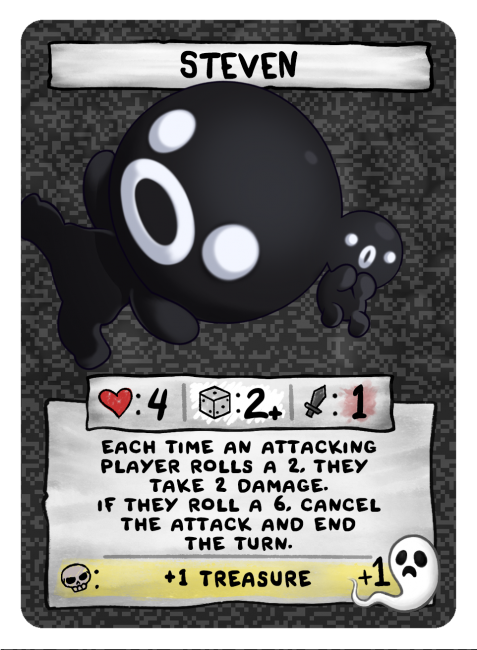 STEVEN
:4 :2+ :1
EACH TIME AN ATTACKING
PLAYER ROLLS A 2, THEY
TAKE 2 DAMAGE.
IF THEY ROLL A 6, CANCEL
THE ATTACK AND END
THE TURN.
: +1 TREASURE +1